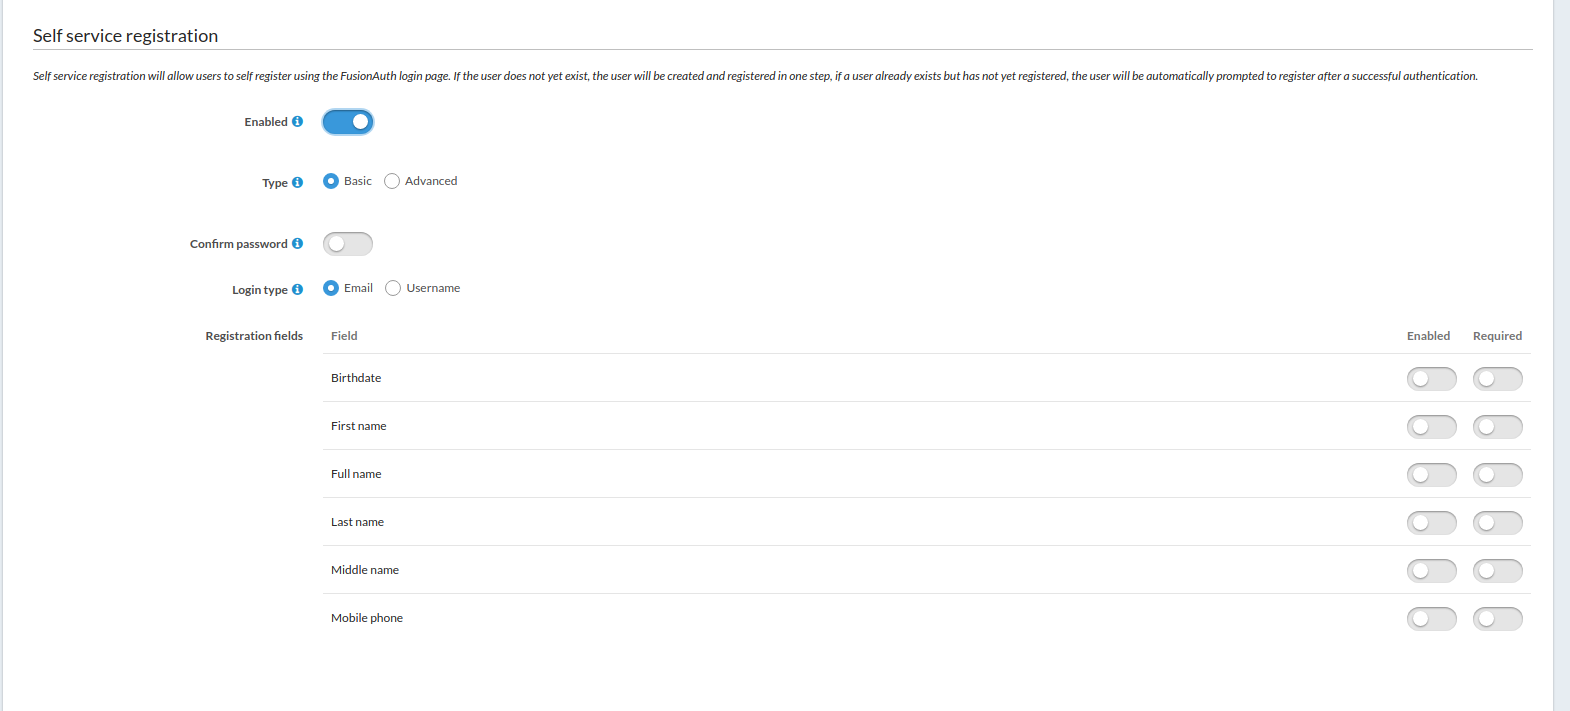 Self service registration
Self service registration will allow users to self register using the FusionAuth login page. If the user does not yet exist, the user will be created and registered in one step, if a user already exists but has not yet registered, the user will be automatically prompted to register after a successful authentication.
Enabled
Type Basic Advanced
Confirm password
Login type Email Username
Registration fields Field Enabled Required
Birthdate
First name
Full name
Last name
Middle name
Mobile phone